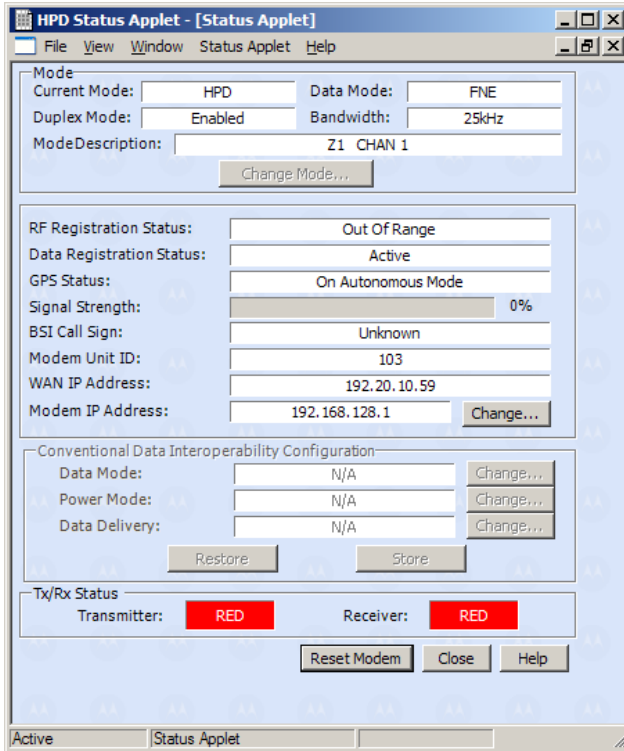 HPD Status Applet - [Status Applet]
File View Window Status Applet Help
Mode
Current Mode: HPD Data Mode: FNE
Duplex Mode: Enabled Bandwidth: 25kHz
ModeDescription: Z1 CHAN 1
Change Mode...
RF Registration Status: Out Of Range
Data Registration Status: Active
GPS Status: On Autonomous Mode
Signal Strength: 0%
BSI Call Sign: Unknown
Modem Unit ID: 103
WAN IP Address: 192.20.10.59
Modem IP Address: 192.168.128.1 Change...
Conventional Data Interoperability Configuration
Data Mode: N/A Change...
Power Mode: N/A Change...
Data Delivery: N/A Change...
Restore Store
Tx/Rx Status
Transmitter: RED Receiver: RED
Reset Modem Close Help
Active Status Applet